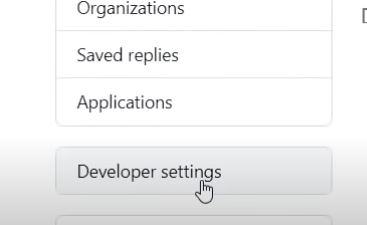 Organizations
Saved replies
Applications
Developer settings